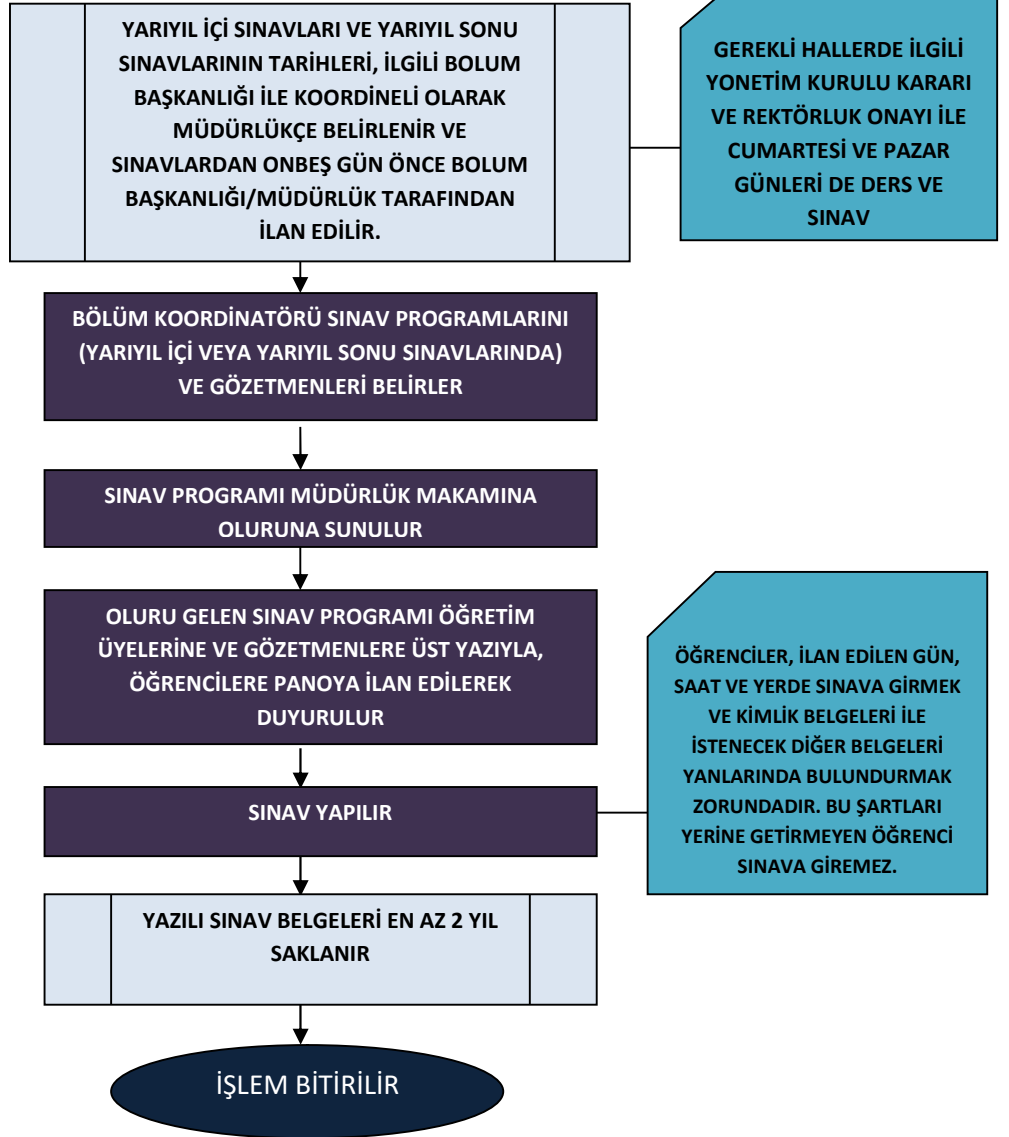 YARIYIL İÇİ SINAVLARI VE YARIYIL SONU
SINAVLARININ TARİHLERİ, İLGİLİ BOLUM
BAŞKANLIĞI İLE KOORDİNELİ OLARAK
MÜDÜRLÜKÇE BELİRLENİR VE
SINAVLARDAN ONBEŞ GÜN ÖNCE BOLUM
BAŞKANLIĞI/MÜDÜRLÜK TARAFINDAN
İLAN EDİLİR.
GEREKLİ HALLERDE İLGİLİ
YONETİM KURULU KARARI
VE REKTÖRLUK ONAYI İLE
CUMARTESİ VE PAZAR
GÜNLERİ DE DERS VE
SINAV
BÖLÜM KOORDİNATÖRÜ SINAV PROGRAMLARINI
(YARIYIL İÇİ VEYA YARIYIL SONU SINAVLARINDA)
VE GÖZETMENLERİ BELİRLER
SINAV PROGRAMI MÜDÜRLÜK MAKAMINA
OLURUNA SUNULUR
OLURU GELEN SINAV PROGRAMI ÖĞRETİM
ÜYELERİNE VE GÖZETMENLERE ÜST YAZIYLA,
ÖĞRENCİLERE PANOYA İLAN EDİLEREK
DUYURULUR
SINAV YAPILIR
ÖĞRENCİLER, İLAN EDİLEN GÜN,
SAAT VE YERDE SINAVA GİRMEK
VE KİMLİK BELGELERİ İLE
İSTENECEK DİĞER BELGELERİ
YANLARINDA BULUNDURMAK
ZORUNDADIR. BU ŞARTLARI
YERİNE GETİRMEYEN ÖĞRENCİ
SINAVA GİREMEZ.
YAZILI SINAV BELGELERİ EN AZ 2 YIL
SAKLANIR
İŞLEM BİTİRİLİR